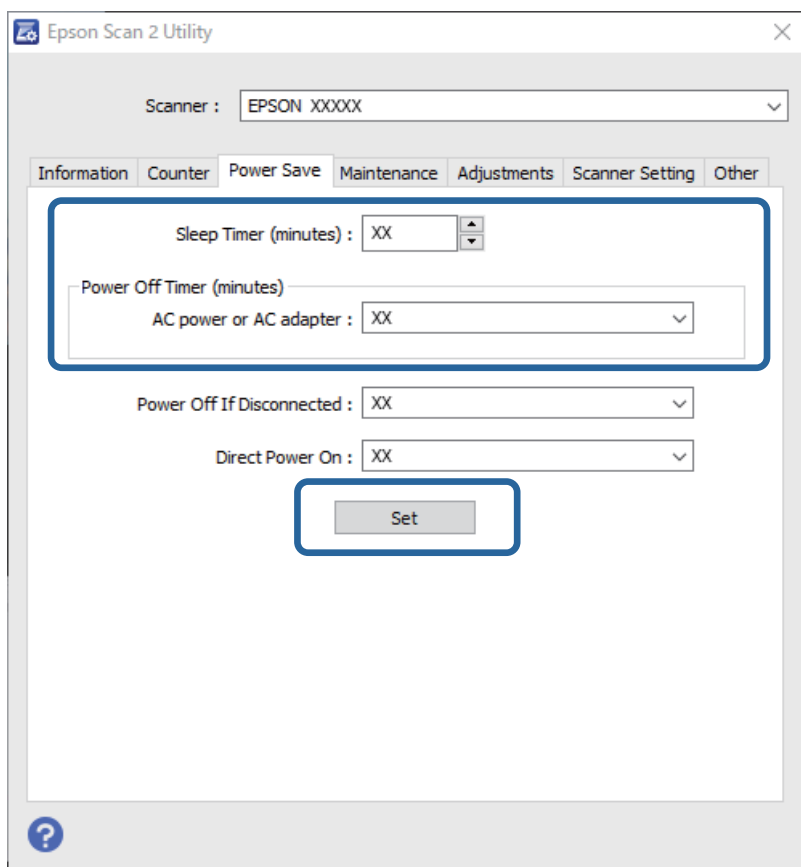 Epson Scan 2 Utility
Scanner : EPSON XXXXX
Information Counter Power Save Maintenance Adjustments Scanner Setting Other
Sleep Timer (minutes) : XX
Power Off Timer (minutes)
AC power or AC adapter : XX
Power Off If Disconnected : XX
Direct Power On : XX
Set
?